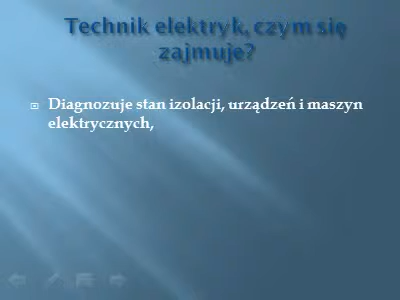 Technik elektryk, czym się
zajmuje?
Diagnozuje stan izolacji, urządzeń i maszyn
elektrycznych,